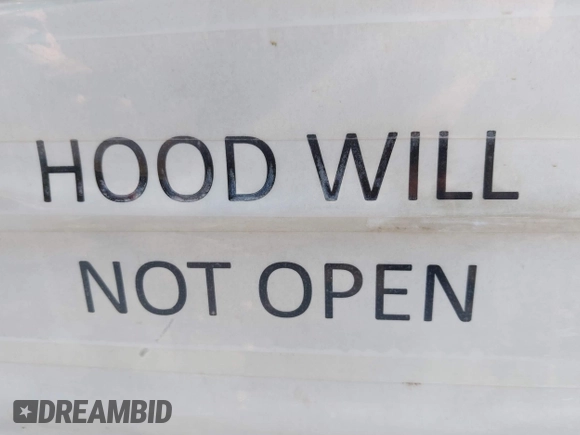 HOOD WILL
NOT OPEN
DREAMBID